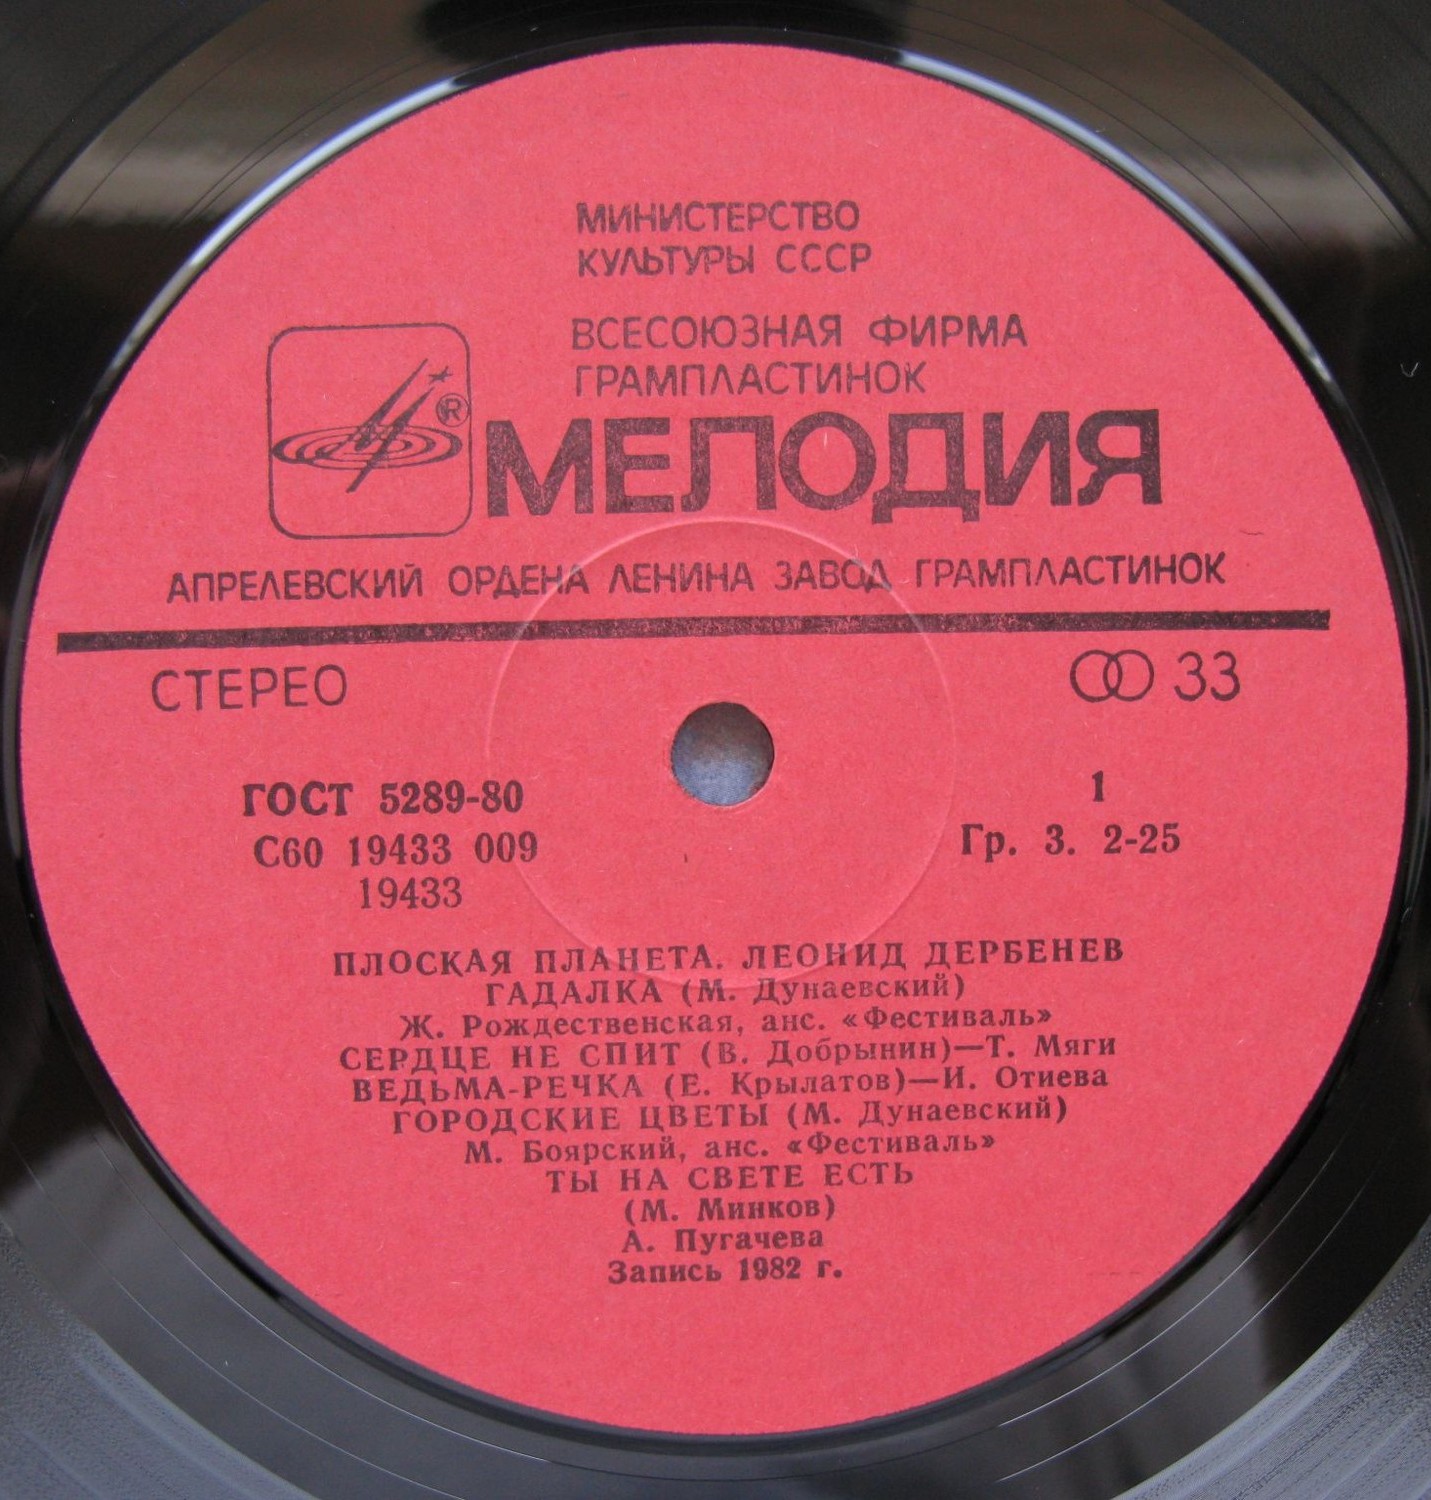 МИНИСТЕРСТВО
КУЛЬТУРЫ СССР
ВСЕСОЮЗНАЯ ФИРМА
ГРАМПЛАСТИНОК
®
МЕЛОДИЯ
АПРЕЛЕВСКИЙ ОРДЕНА ЛЕНИНА ЗАВОД ГРАМПЛАСТИНОК
СТЕРЕО
33
ГОСТ 5289-80
С60 19433 009
19433
1
Гр. 3. 2-25
ПЛОСКАЯ ПЛАНЕТА. ЛЕОНИД ДЕРБЕНЕВ
ГАДАЛКА (М. Дунаевский)
Ж. Рождественская, анс. «Фестиваль»
СЕРДЦЕ НЕ СПИТ (В. Добрынин)—Т. Мяги
ВЕДЬМА-РЕЧКА (Е. Крылатов)—И. Отиева
ГОРОДСКИЕ ЦВЕТЫ (М. Дунаевский)
М. Боярский, анс. «Фестиваль»
ТЫ НА СВЕТЕ ЕСТЬ
(М. Минков)
А. Пугачева
Запись 1982 г.